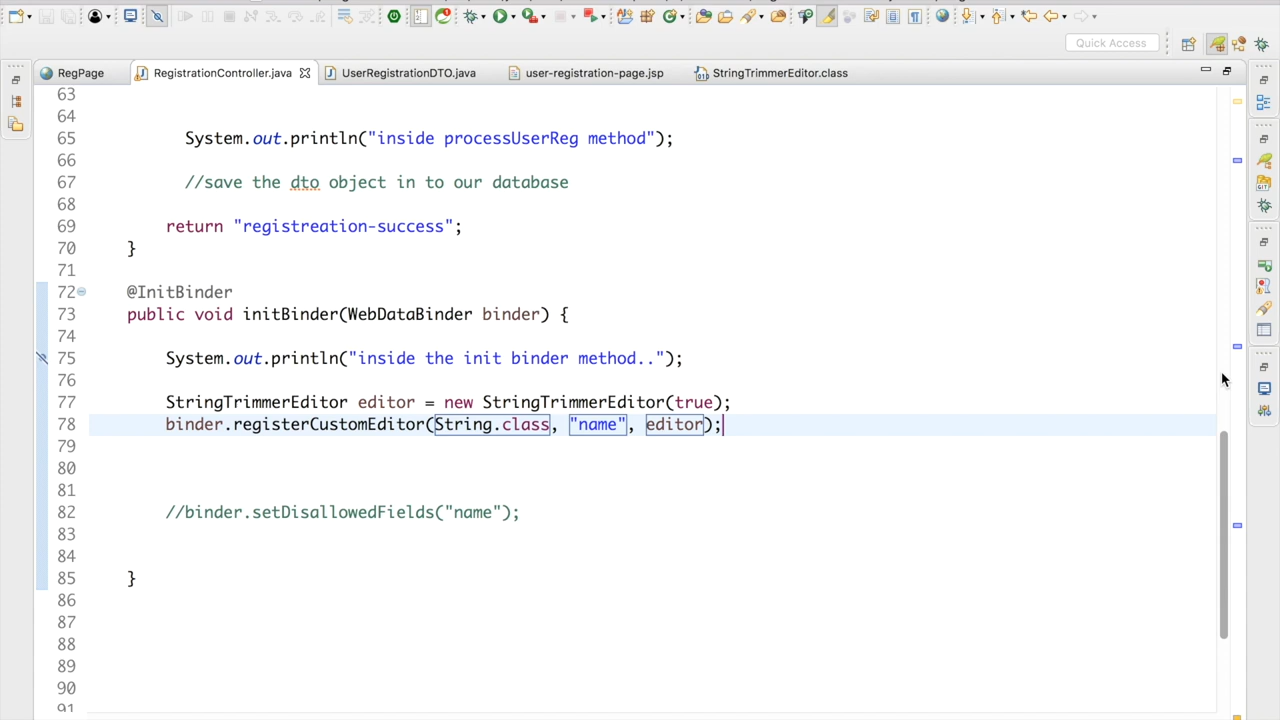 Quick Access
RegPage
RegistrationController.java
UserRegistrationDTO.java
user-registration-page.jsp
StringTrimmerEditor.class
63
64
65 System.out.println("inside processUserReg method");
66
67 //save the dto object in to our database
68
69 return "registreation-success";
70 }
71
72 @InitBinder
73 public void initBinder(WebDataBinder binder) {
74
75 System.out.println("inside the init binder method..");
76
77 StringTrimmerEditor editor = new StringTrimmerEditor(true);
78 binder.registerCustomEditor(String.class, "name", editor);
79
80
81
82 //binder.setDisallowedFields("name");
83
84
85 }
86
87
88
89
90
91